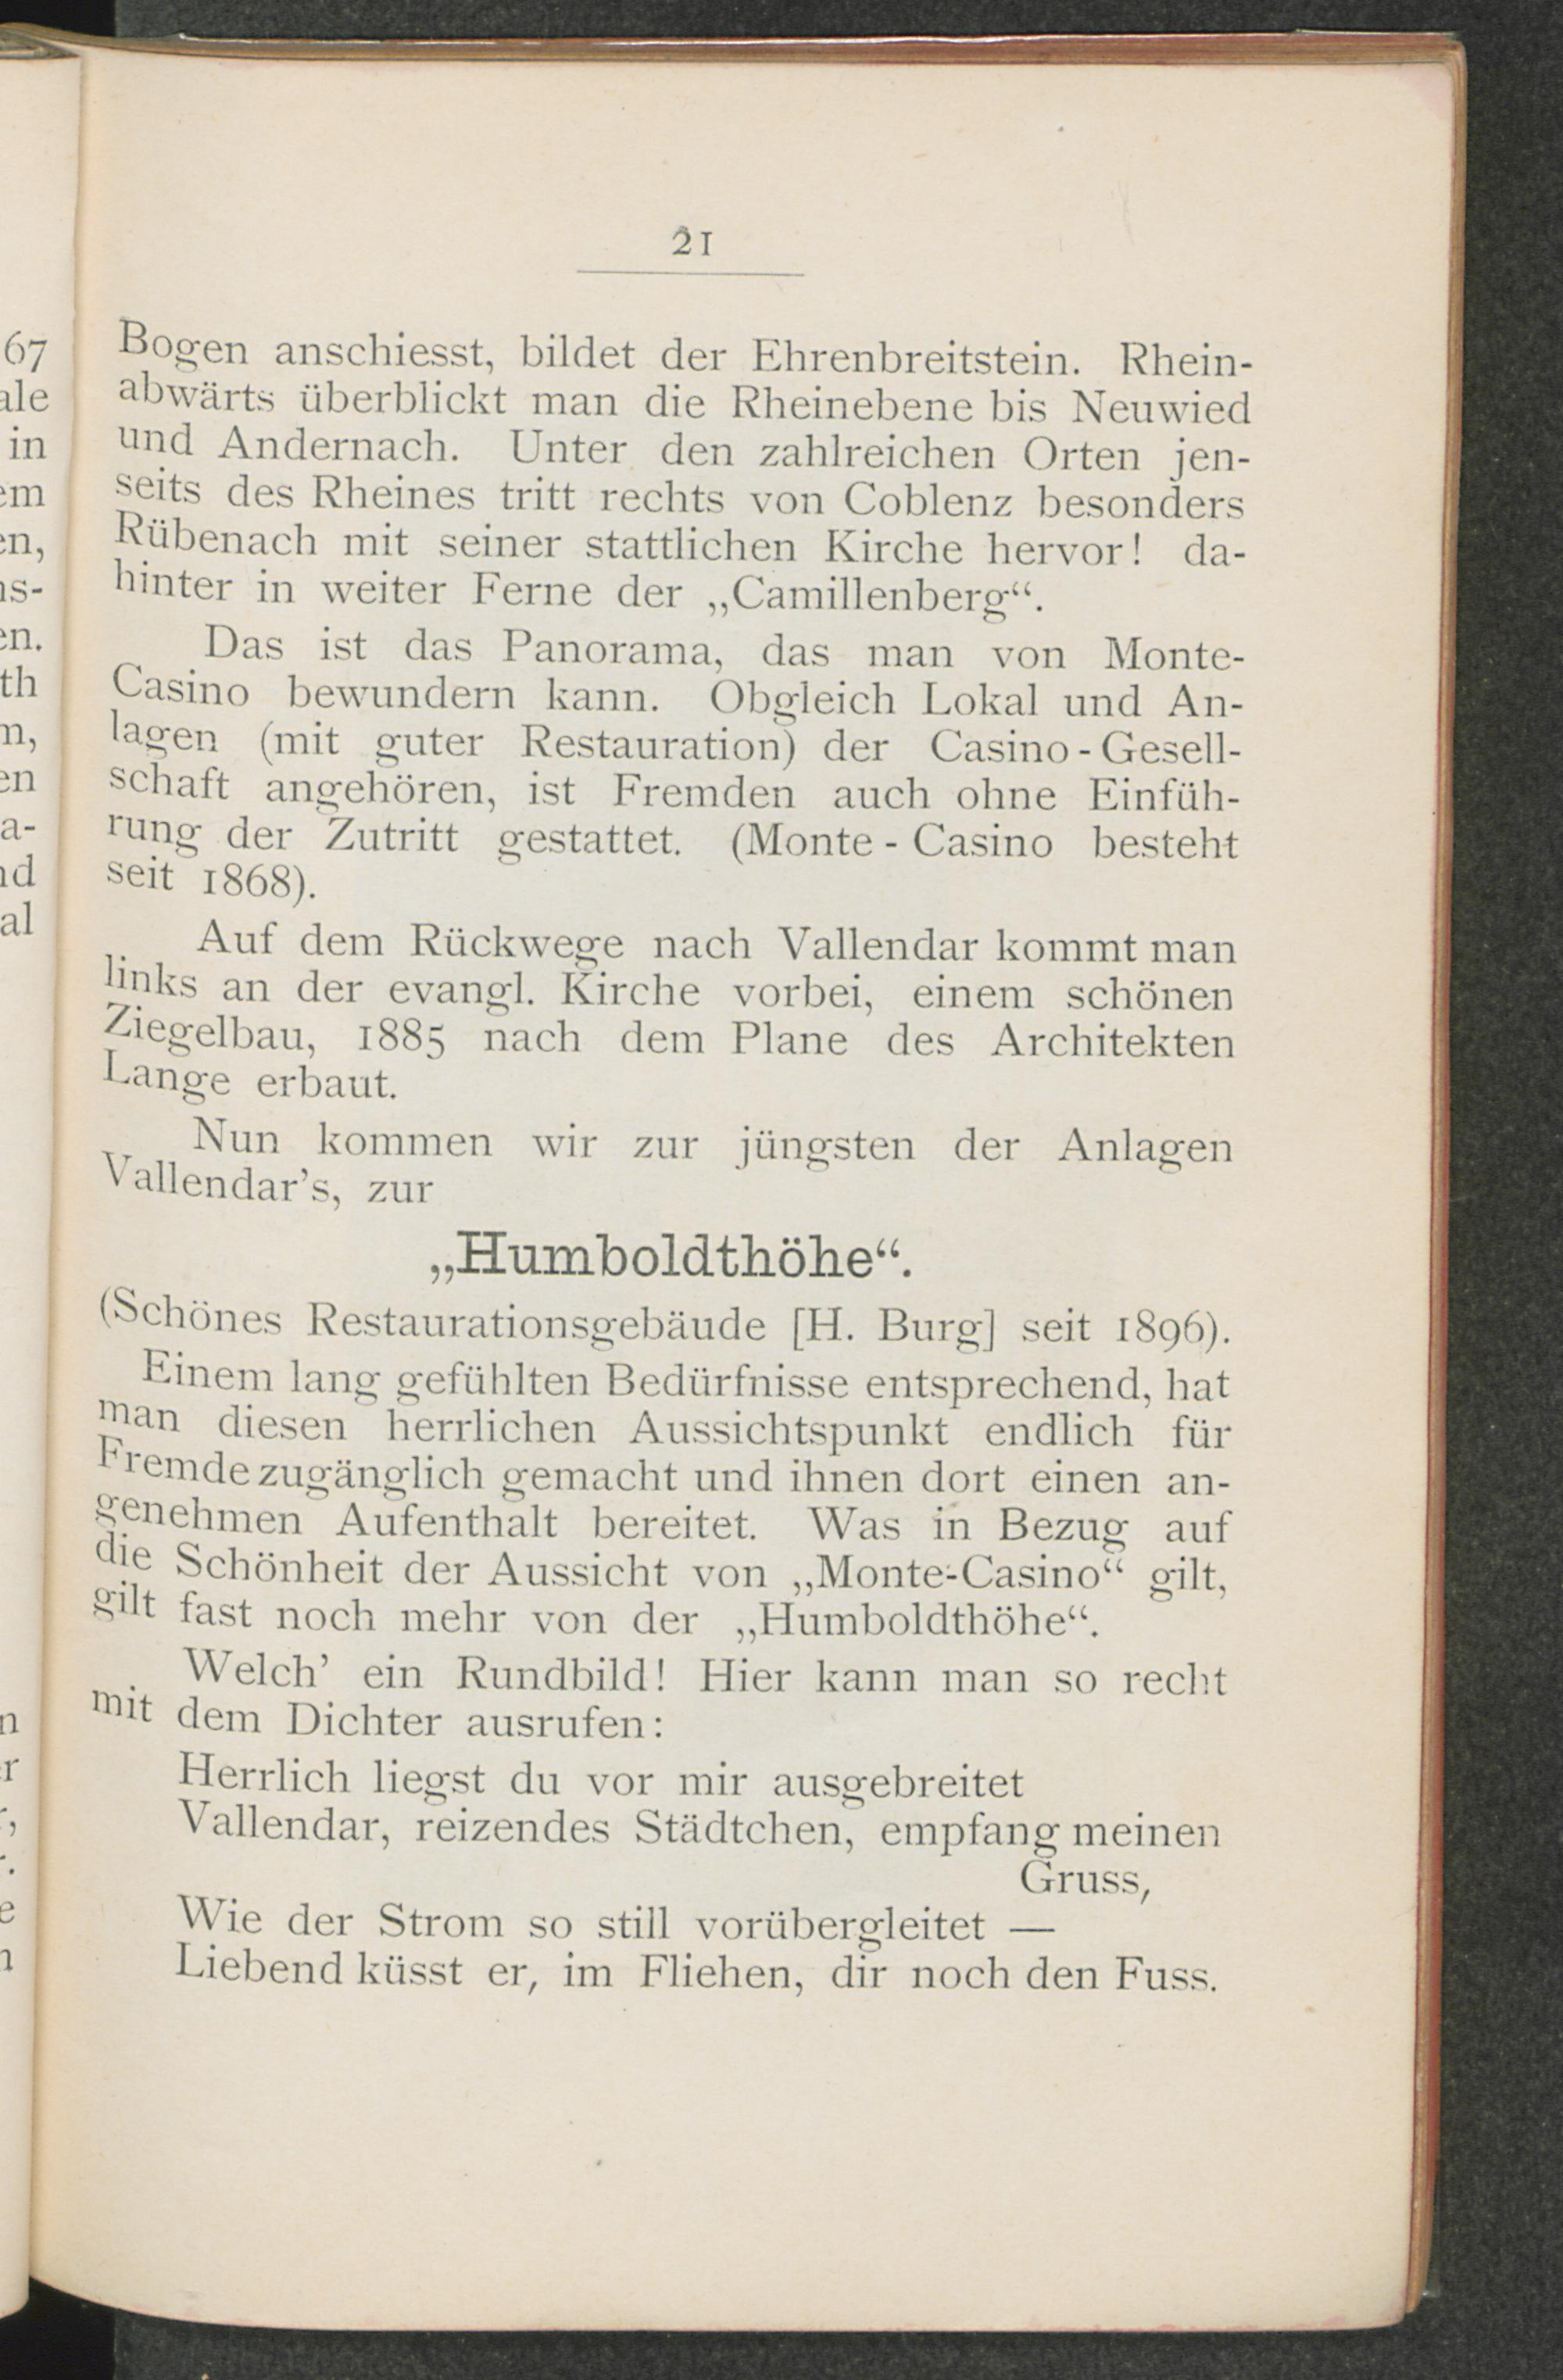 21
Bogen anschiesst, bildet der Ehrenbreitstein. Rhein-
abwärts überblickt man die Rheinebene bis Neuwied
und Andernach. Unter den zahlreichen Orten jen-
seits des Rheines tritt rechts von Coblenz besonders
Rübenach mit seiner stattlichen Kirche hervor! da-
hinter in weiter Ferne der „Camillenberg“.
Das ist das Panorama, das man von Monte-
Casino bewundern kann. Obgleich Lokal und An-
lagen (mit guter Restauration) der Casino-Gesell-
schaft angehören, ist Fremden auch ohne Einfüh-
rung der Zutritt gestattet. (Monte-Casino besteht
seit 1868).
Auf dem Rückwege nach Vallendar kommt man
links an der evangl. Kirche vorbei, einem schönen
Ziegelbau, 1885 nach dem Plane des Architekten
Lange erbaut.
Nun kommen wir zur jüngsten der Anlagen
Vallendar’s, zur
„Humboldthöhe“.
(Schönes Restaurationsgebäude [H. Burg] seit 1896).
Einem lang gefühlten Bedürfnisse entsprechend, hat
man diesen herrlichen Aussichtspunkt endlich für
Fremde zugänglich gemacht und ihnen dort einen an-
genehmen Aufenthalt bereitet. Was in Bezug auf
die Schönheit der Aussicht von „Monte-Casino“ gilt,
gilt fast noch mehr von der „Humboldthöhe“.
Welch’ ein Rundbild! Hier kann man so recht
mit dem Dichter ausrufen:
Herrlich liegst du vor mir ausgebreitet
Vallendar, reizendes Städtchen, empfang meinen
Gruss,
Wie der Strom so still vorübergleitet —
Liebend küsst er, im Fliehen, dir noch den Fuss.